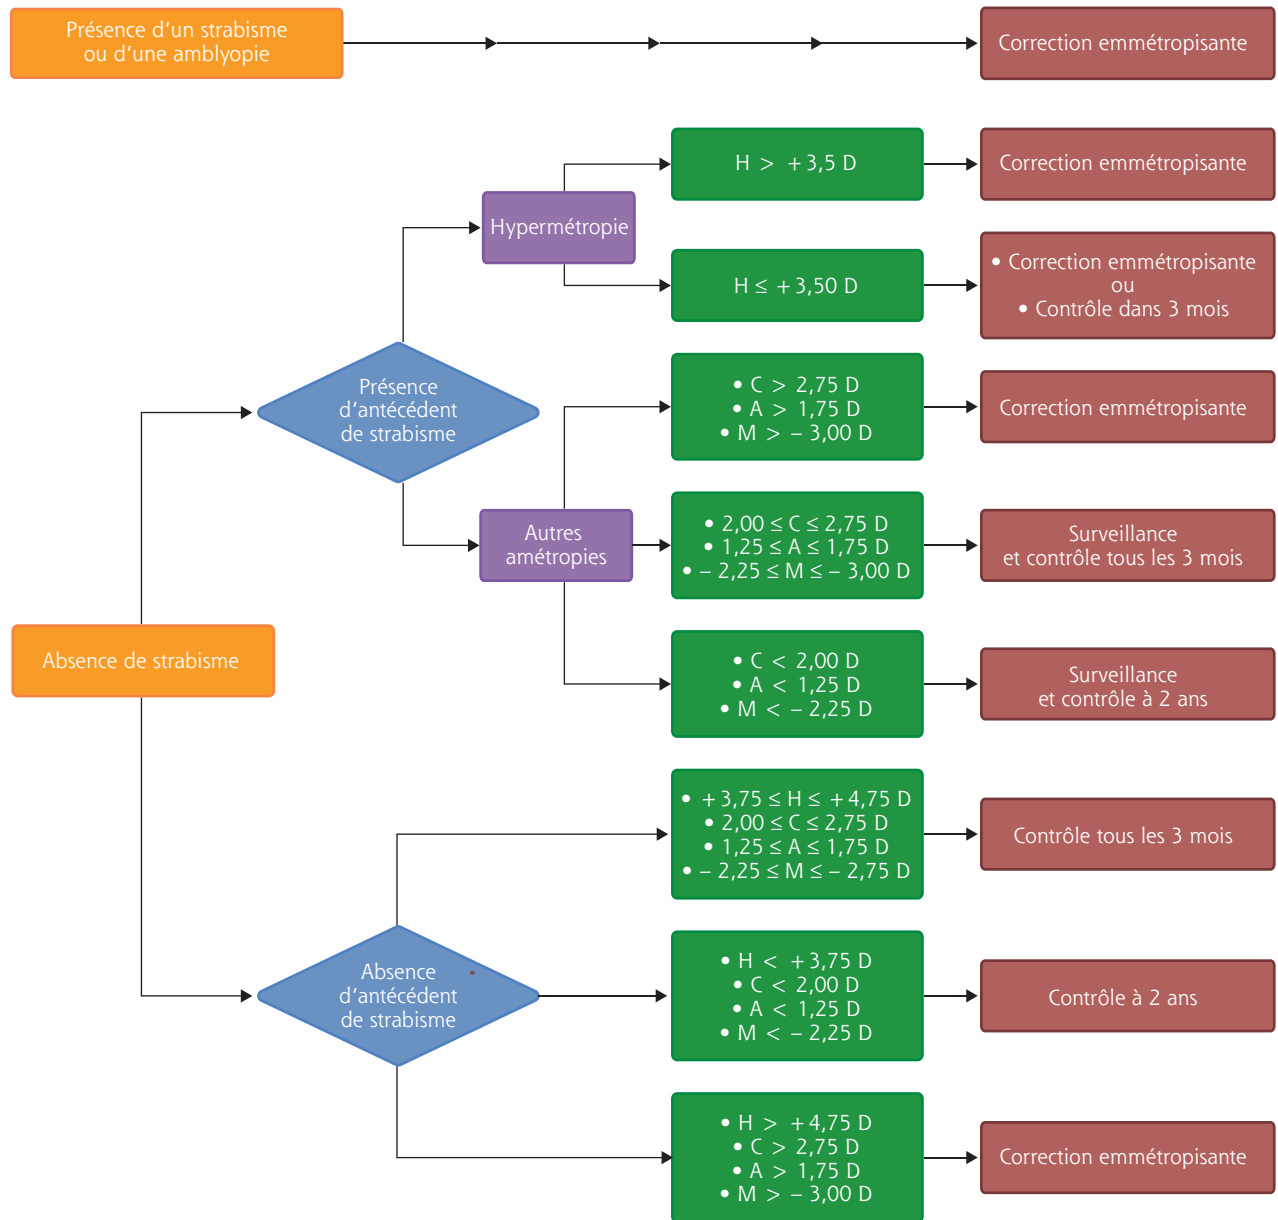 Présence d'un strabisme
ou d'une amblyopie
Correction emmétropisante
H > +3,5 D
Correction emmétropisante
Hypermétropie
H ≤ +3,50 D
• Correction emmétropisante
ou
• Contrôle dans 3 mois
Présence
d'antécédent
de strabisme
• C > 2,75 D
• A > 1,75 D
• M > – 3,00 D
Correction emmétropisante
Autres
amétropies
• 2,00 ≤ C ≤ 2,75 D
• 1,25 ≤ A ≤ 1,75 D
• – 2,25 ≤ M ≤ – 3,00 D
Surveillance
et contrôle tous les 3 mois
Absence de strabisme
• C < 2,00 D
• A < 1,25 D
• M < – 2,25 D
Surveillance
et contrôle à 2 ans
• +3,75 ≤ H ≤ +4,75 D
• 2,00 ≤ C ≤ 2,75 D
• 1,25 ≤ A ≤ 1,75 D
• – 2,25 ≤ M ≤ – 2,75 D
Contrôle tous les 3 mois
Absence
d'antécédent
de strabisme
• H < +3,75 D
• C < 2,00 D
• A < 1,25 D
• M < – 2,25 D
Contrôle à 2 ans
• H > +4,75 D
• C > 2,75 D
• A > 1,75 D
• M > – 3,00 D
Correction emmétropisante